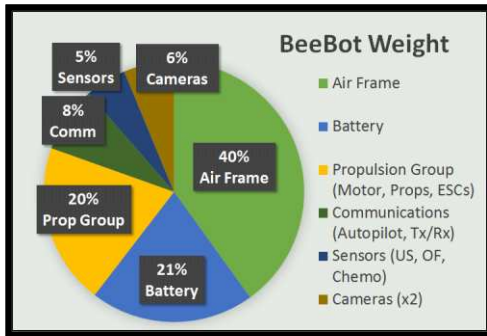 BeeBot Weight
5%
Sensors
6%
Cameras
8%
Comm
40%
Air Frame
20%
Prop Group
21%
Battery
Air Frame
Battery
Propulsion Group
(Motor, Props, ESCs)
Communications
(Autopilot, Tx/Rx)
Sensors (US, OF,
Chemo)
Cameras (x2)